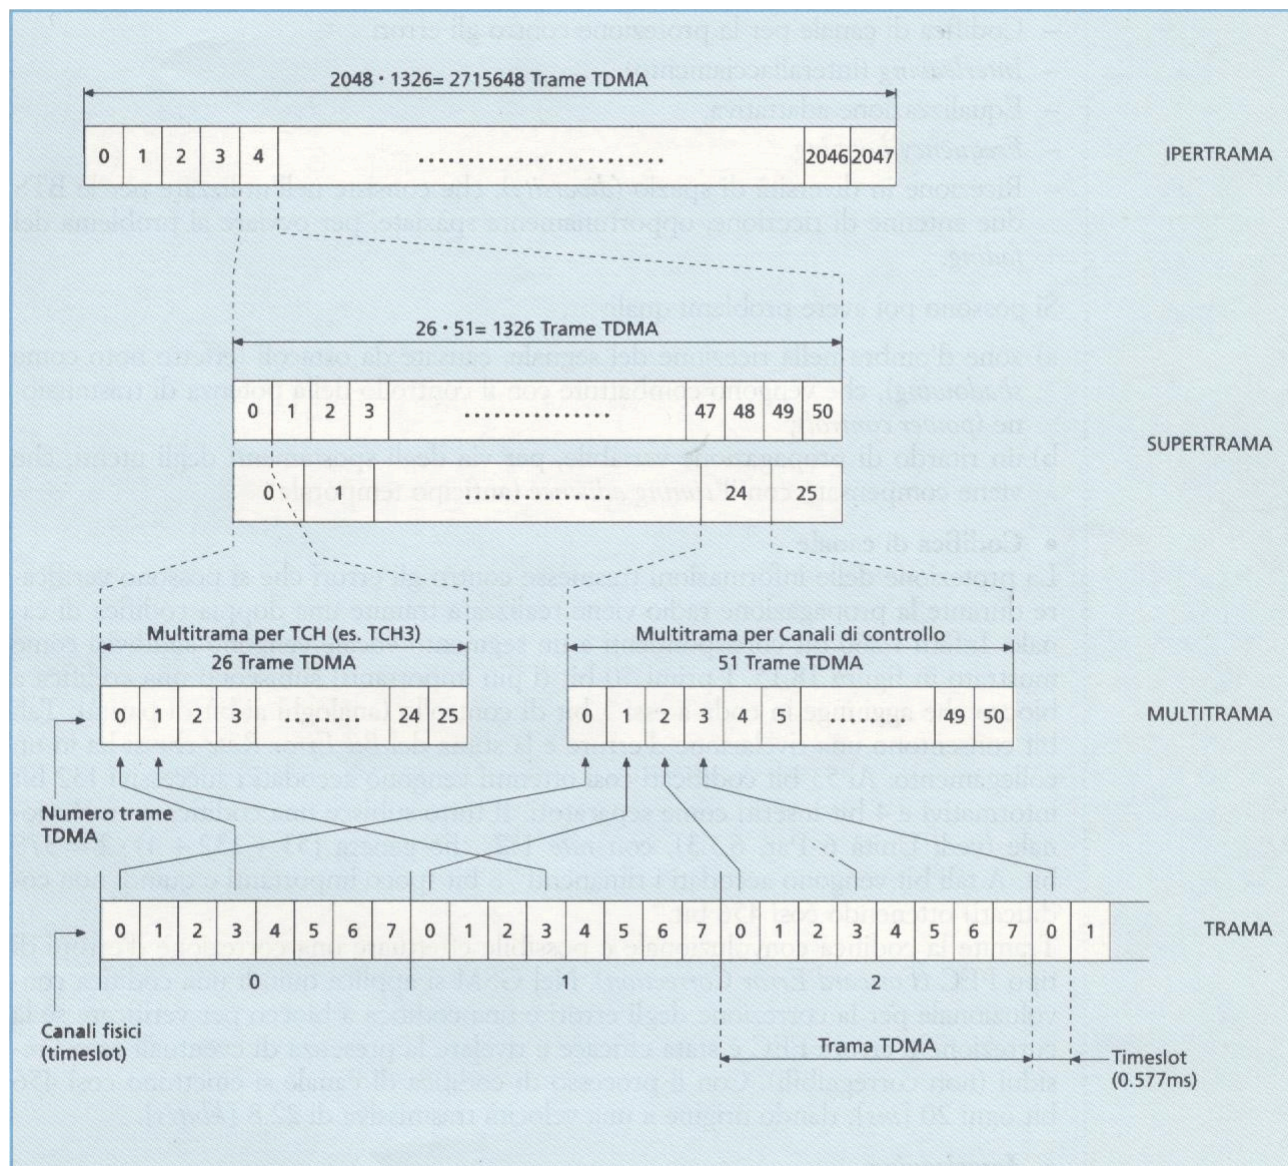 2048 · 1326= 2715648 Trame TDMA
0 1 2 3 4 ........................... 2046 2047 IPERTRAMA
26 · 51= 1326 Trame TDMA
0 1 2 3 ........................ 47 48 49 50
SUPERTRAMA
0 1 24 25
Multitrama per TCH (es. TCH3)
26 Trame TDMA
Multitrama per Canali di controllo
51 Trame TDMA
0 1 2 3 ............ 24 25
0 1 2 3 4 5 ............ 49 50
MULTITRAMA
Numero trame
TDMA
0 1 2 3 4 5 6 7 0 1 2 3 4 5 6 7 0 1 2 3 4 5 6 7 0 1 TRAMA
0 1 2
Canali fisici
(timeslot)
Trama TDMA
Timeslot
(0.577ms)